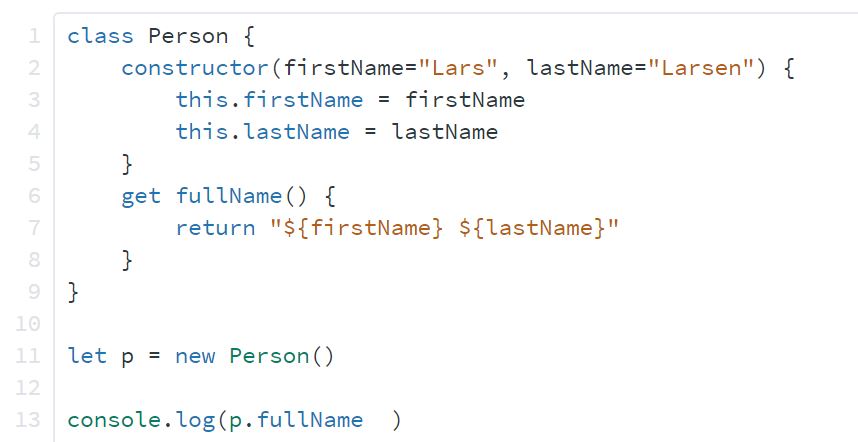 1 class Person {
2     constructor(firstName="Lars", lastName="Larsen") {
3         this.firstName = firstName
4         this.lastName = lastName
5     }
6     get fullName() {
7         return "${firstName} ${lastName}"
8     }
9 }
10
11 let p = new Person()
12
13 console.log(p.fullName  )